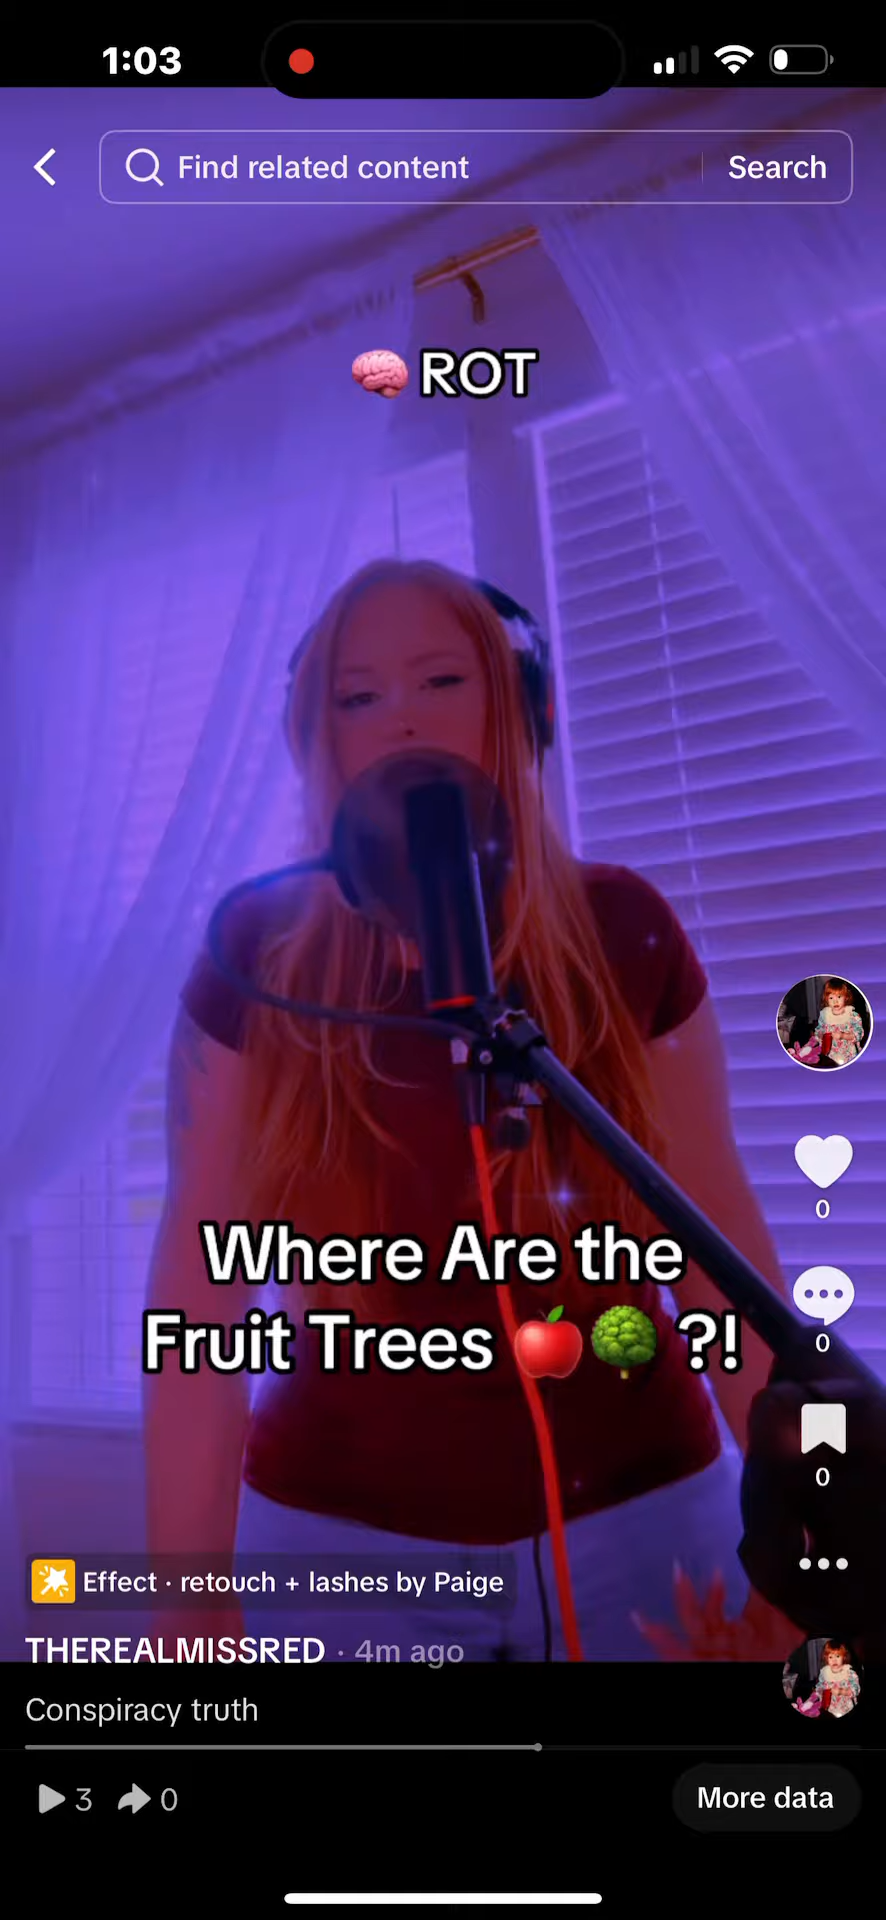 1:03
Find related content
Search
🧠 ROT
Where Are the
Fruit Trees 🍎🌳 ?!
0
0
0
Effect · retouch + lashes by Paige
THEREALMISSRED · 4m ago
Conspiracy truth
3
0
More data